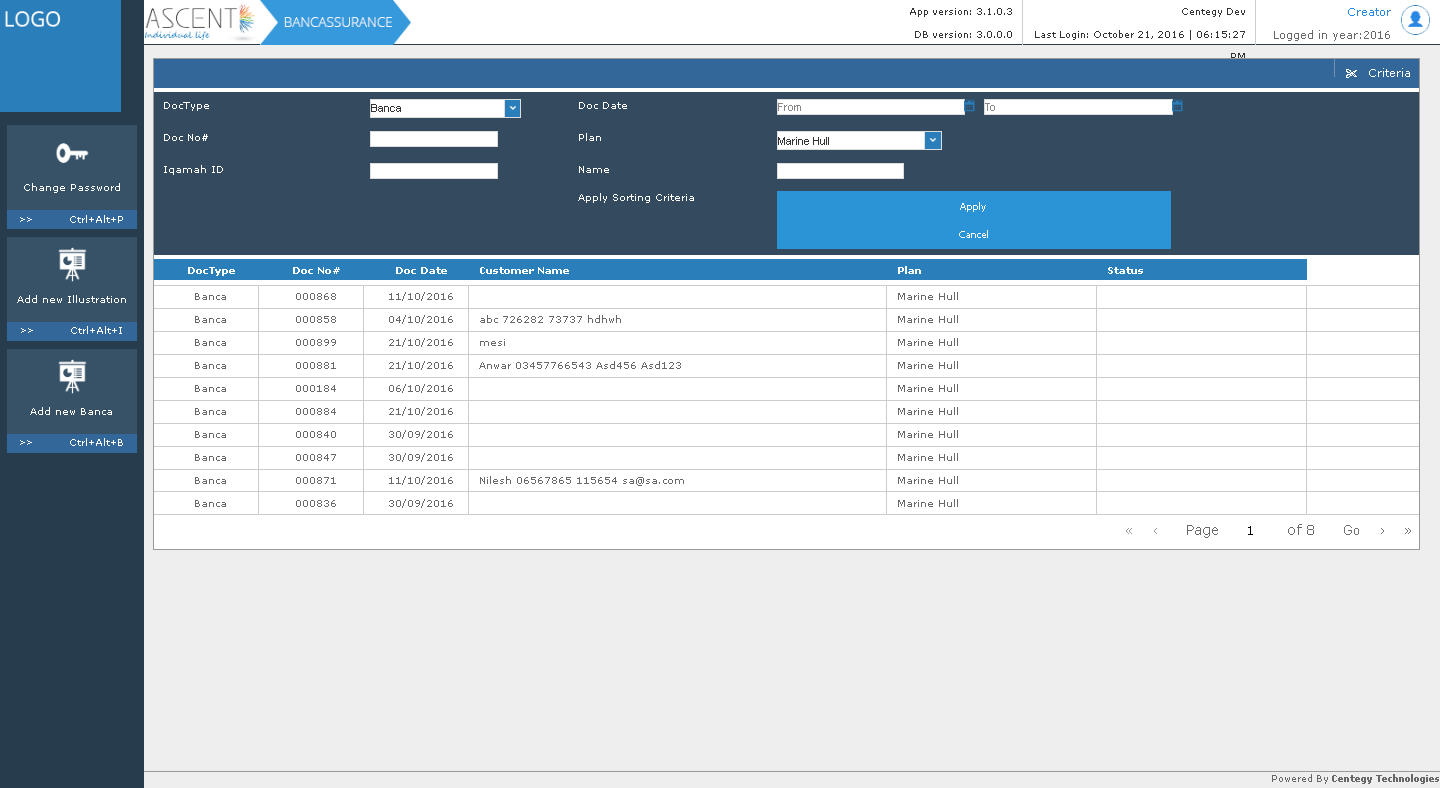 LOGO
ASCENT
Individual life
BANCASSURANCE
App version: 3.1.0.3
DB version: 3.0.0.0
Centegy Dev
Last Login: October 21, 2016 | 06:15:27
PM
Creator
Logged in year:2016
Change Password
>> Ctrl+Alt+P
Add new Illustration
>> Ctrl+Alt+I
Add new Banca
>> Ctrl+Alt+B
Criteria
DocType Banca Doc Date From To
Doc No# Plan Marine Hull
Iqamah ID Name
Apply Sorting Criteria Apply
Cancel
DocType Doc No# Doc Date Customer Name Plan Status
Banca 000868 11/10/2016 Marine Hull
Banca 000858 04/10/2016 abc 726282 73737 hdhwh Marine Hull
Banca 000899 21/10/2016 mesi Marine Hull
Banca 000881 21/10/2016 Anwar 03457766543 Asd456 Asd123 Marine Hull
Banca 000184 06/10/2016 Marine Hull
Banca 000884 21/10/2016 Marine Hull
Banca 000840 30/09/2016 Marine Hull
Banca 000847 30/09/2016 Marine Hull
Banca 000871 11/10/2016 Nilesh 06567865 115654 sa@sa.com Marine Hull
Banca 000836 30/09/2016 Marine Hull
« ‹ Page 1 of 8 Go › »
Powered By Centegy Technologies